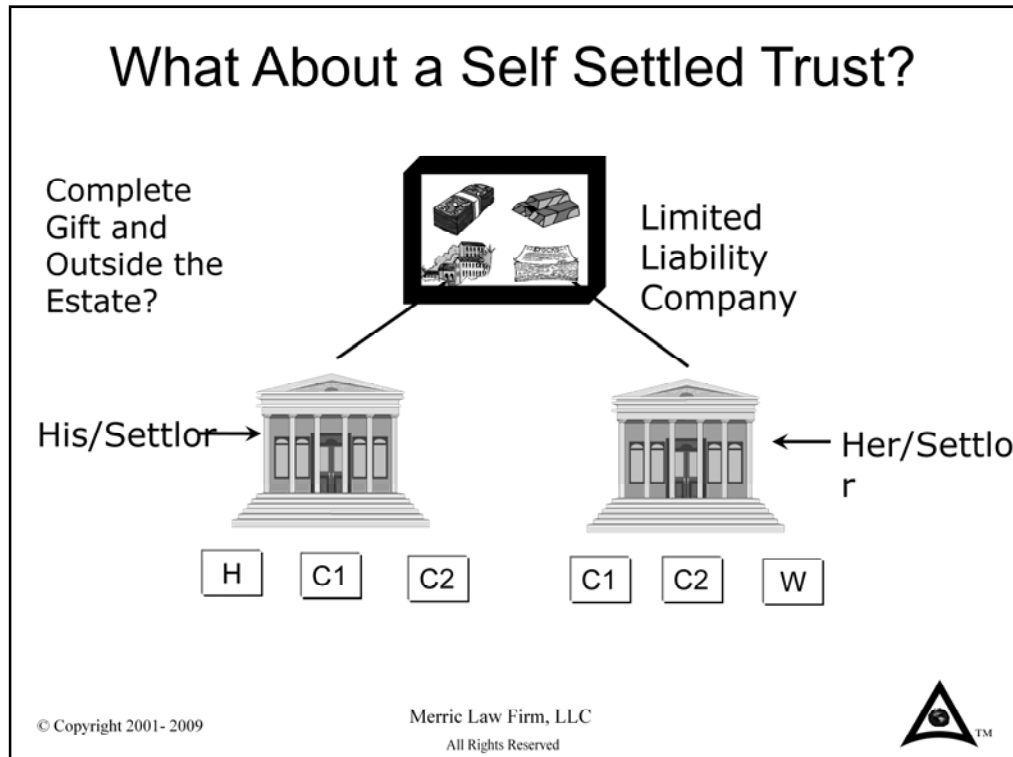 What About a Self Settled Trust?
Complete
Gift and
Outside the
Estate?
Limited
Liability
Company
His/Settlor
Her/Settlo
r
H
C1
C2
C1
C2
W
© Copyright 2001- 2009
Merric Law Firm, LLC
All Rights Reserved
TM